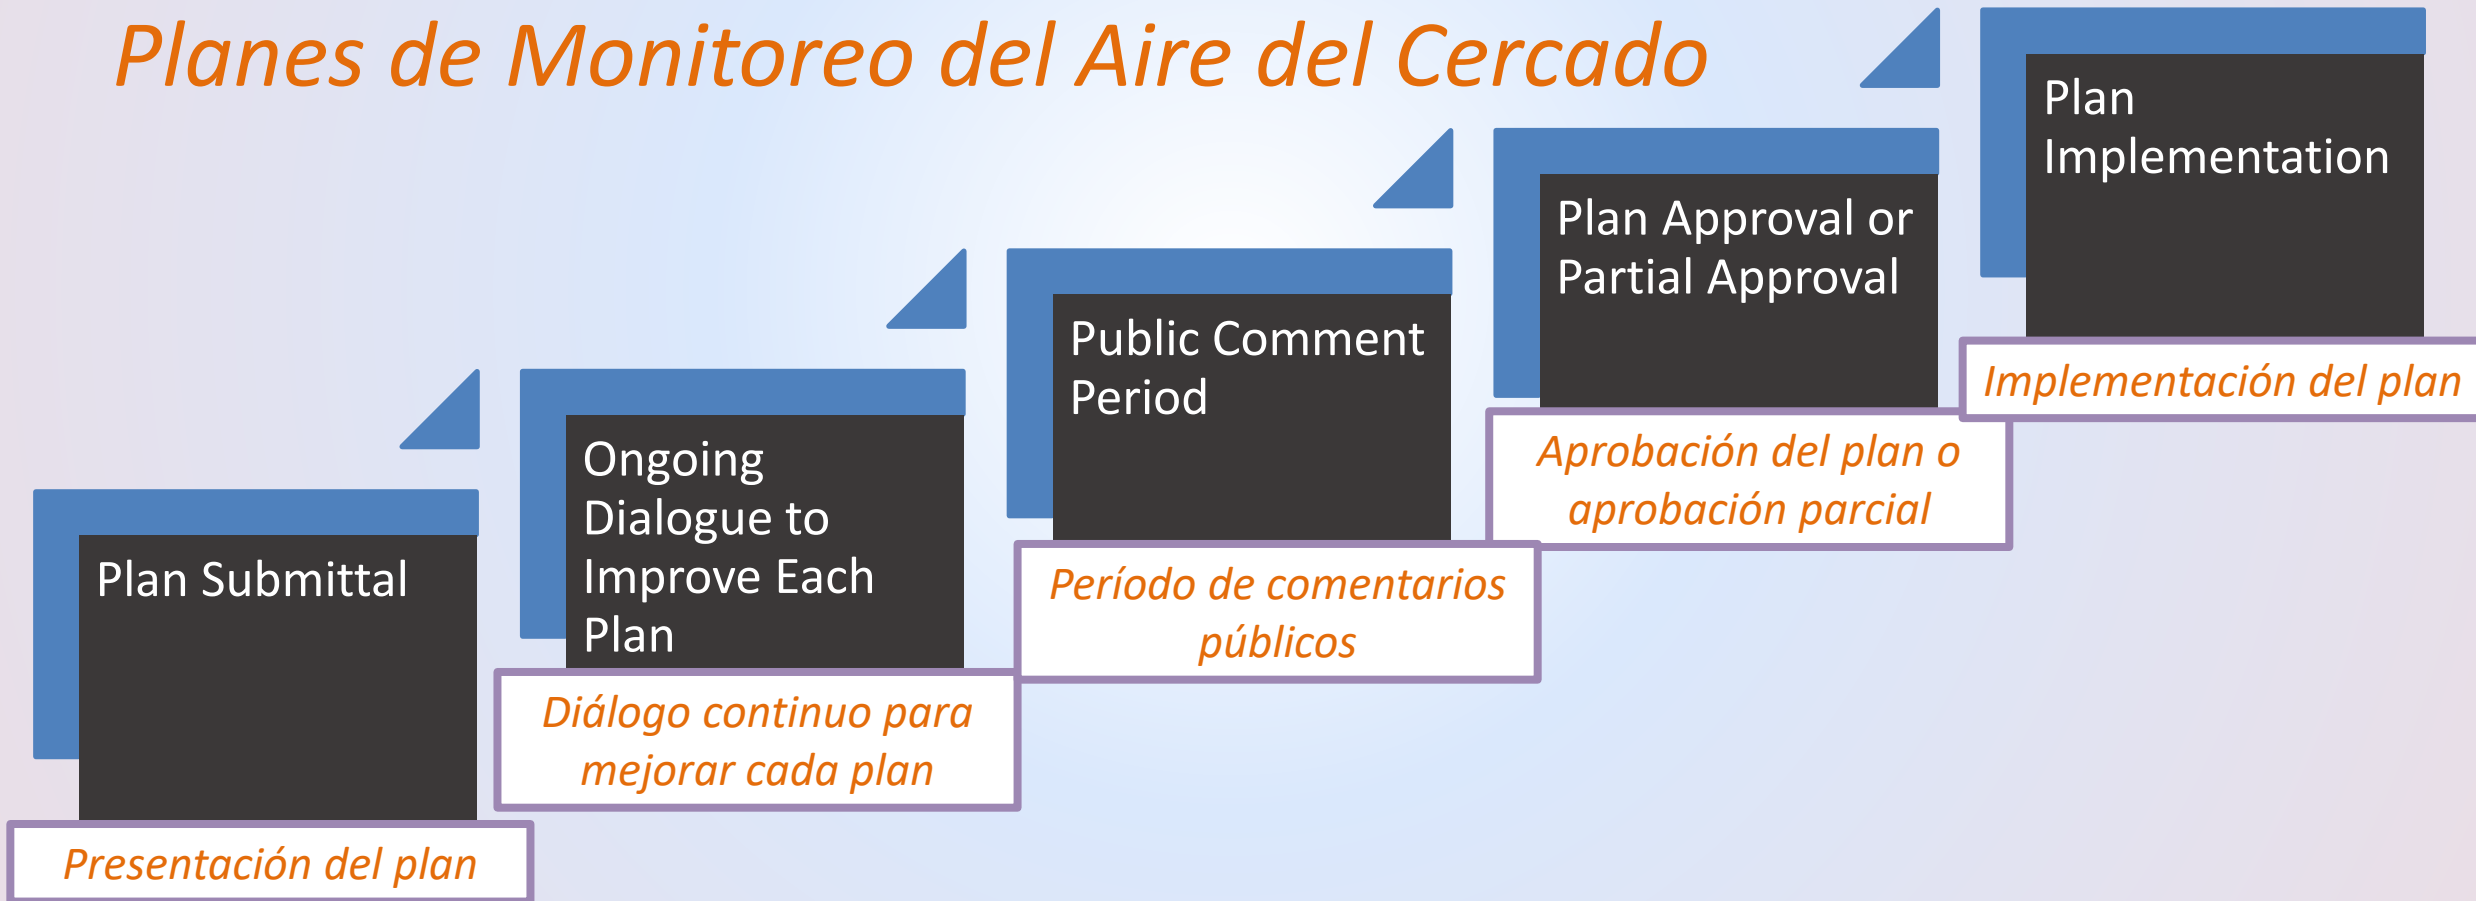 Planes de Monitoreo del Aire del Cercado
Plan Submittal
Presentación del plan
Ongoing
Dialogue to
Improve Each
Plan
Diálogo continuo para
mejorar cada plan
Public Comment
Period
Período de comentarios
públicos
Plan Approval or
Partial Approval
Aprobación del plan o
aprobación parcial
Plan
Implementation
Implementación del plan